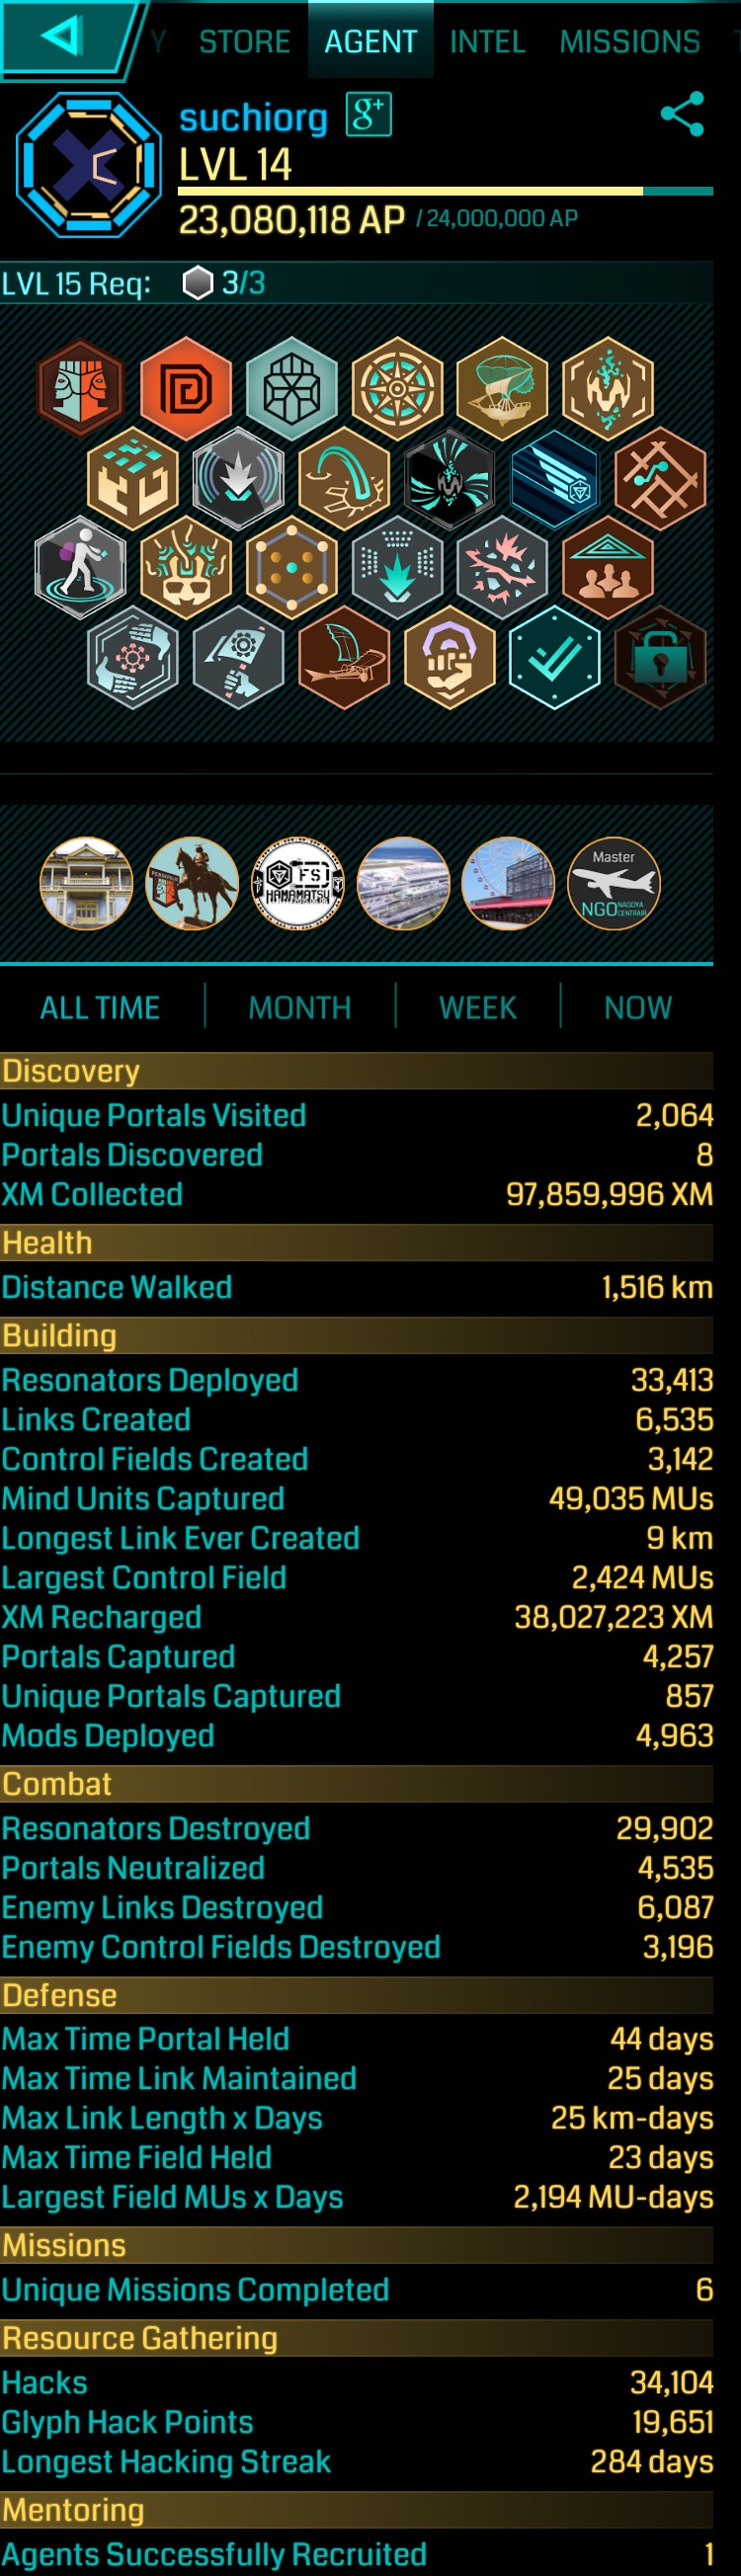 Y STORE AGENT INTEL MISSIONS
suchiorg g+
LVL 14
23,080,118 AP / 24,000,000 AP
LVL 15 Req: 3/3
PERSEPOLIS
FS
HAMAMATSU
Master
NGO NAGOYA CENTRAIR
ALL TIME MONTH WEEK NOW
Discovery
Unique Portals Visited 2,064
Portals Discovered 8
XM Collected 97,859,996 XM
Health
Distance Walked 1,516 km
Building
Resonators Deployed 33,413
Links Created 6,535
Control Fields Created 3,142
Mind Units Captured 49,035 MUs
Longest Link Ever Created 9 km
Largest Control Field 2,424 MUs
XM Recharged 38,027,223 XM
Portals Captured 4,257
Unique Portals Captured 857
Mods Deployed 4,963
Combat
Resonators Destroyed 29,902
Portals Neutralized 4,535
Enemy Links Destroyed 6,087
Enemy Control Fields Destroyed 3,196
Defense
Max Time Portal Held 44 days
Max Time Link Maintained 25 days
Max Link Length x Days 25 km-days
Max Time Field Held 23 days
Largest Field MUs x Days 2,194 MU-days
Missions
Unique Missions Completed 6
Resource Gathering
Hacks 34,104
Glyph Hack Points 19,651
Longest Hacking Streak 284 days
Mentoring
Agents Successfully Recruited 1